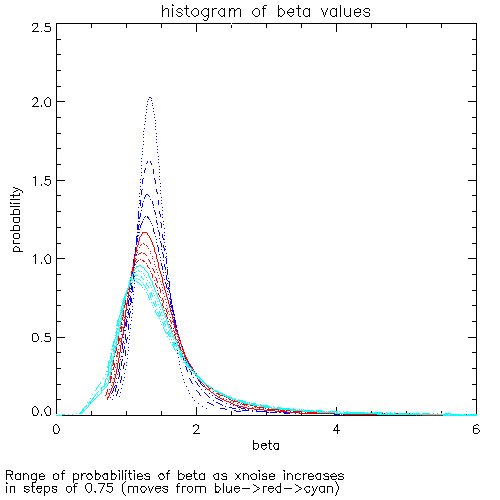 histogram of beta values
2.5
2.0
1.5
1.0
0.5
0.0
probability
0
2
4
6
beta
Range of probabilities of beta as xnoise increases
in steps of 0.75 (moves from blue->red->cyan)